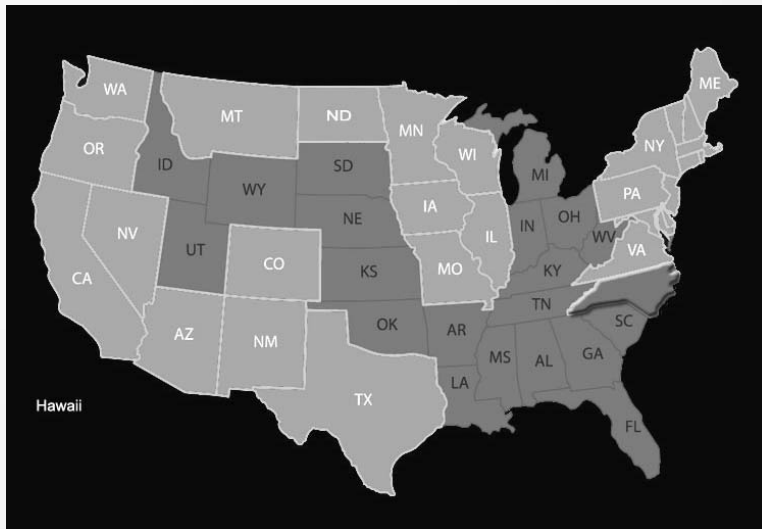 WA
MT
ND
MN
ME
OR
ID
WY
SD
WI
NY
MI
PA
NV
UT
NE
IA
IL
IN
OH
WV
VA
CA
CO
KS
MO
KY
AZ
NM
OK
AR
TN
SC
MS
AL
GA
LA
TX
FL
Hawaii